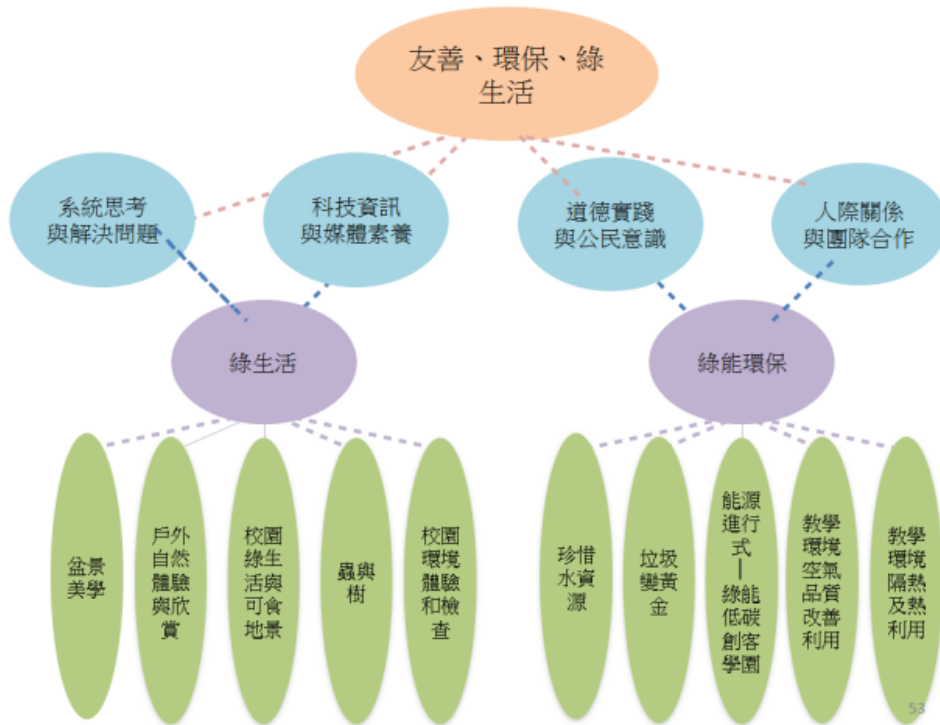 友善、環保、綠
生活
系統思考
與解決問題
科技資訊
與媒體素養
道德實踐
與公民意識
人際關係
與團隊合作
綠生活
綠能環保
盆景
美學
戶外
自然
體驗
與欣
賞
校園
綠生
活與
可食
地景
蟲與
樹
校園
環境
體驗
和檢
查
珍惜
水資
源
垃圾
變黃
金
能源
進行
式
—
綠能
低碳
創客
學園
教學
環境
空氣
品質
改善
利用
教學
環境
隔熱
及熱
利用
53